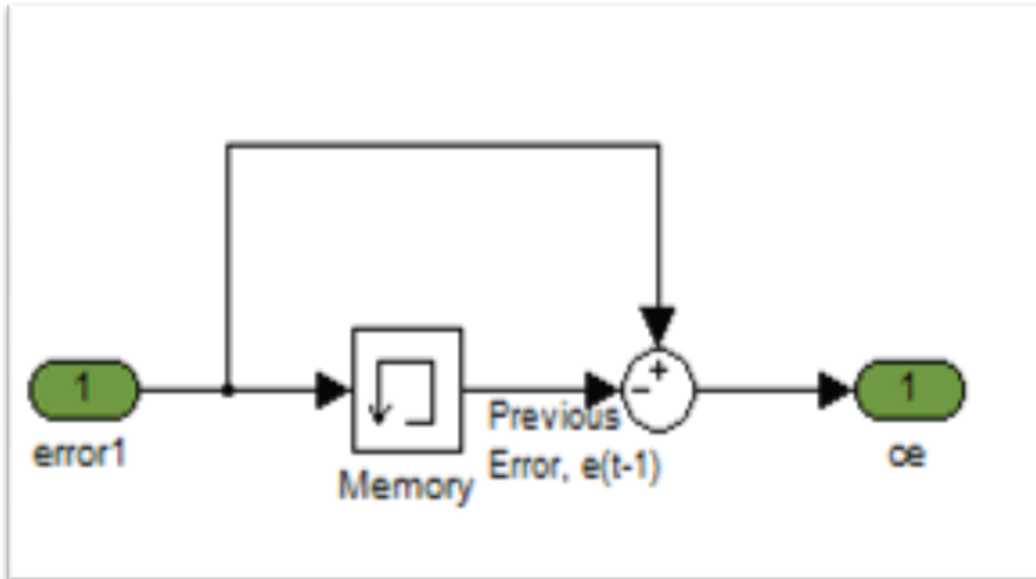 +
1
−
1
Previous
error1
ce
Error, e(t-1)
Memory